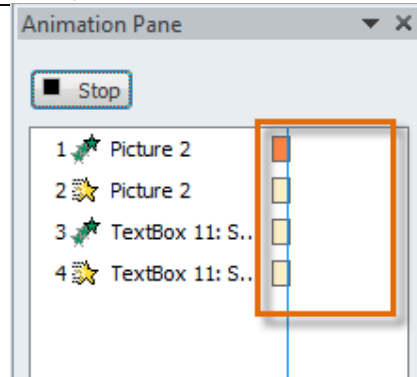 Animation Pane
Stop
1 Picture 2
2 Picture 2
3 TextBox 11: S..
4 TextBox 11: S..